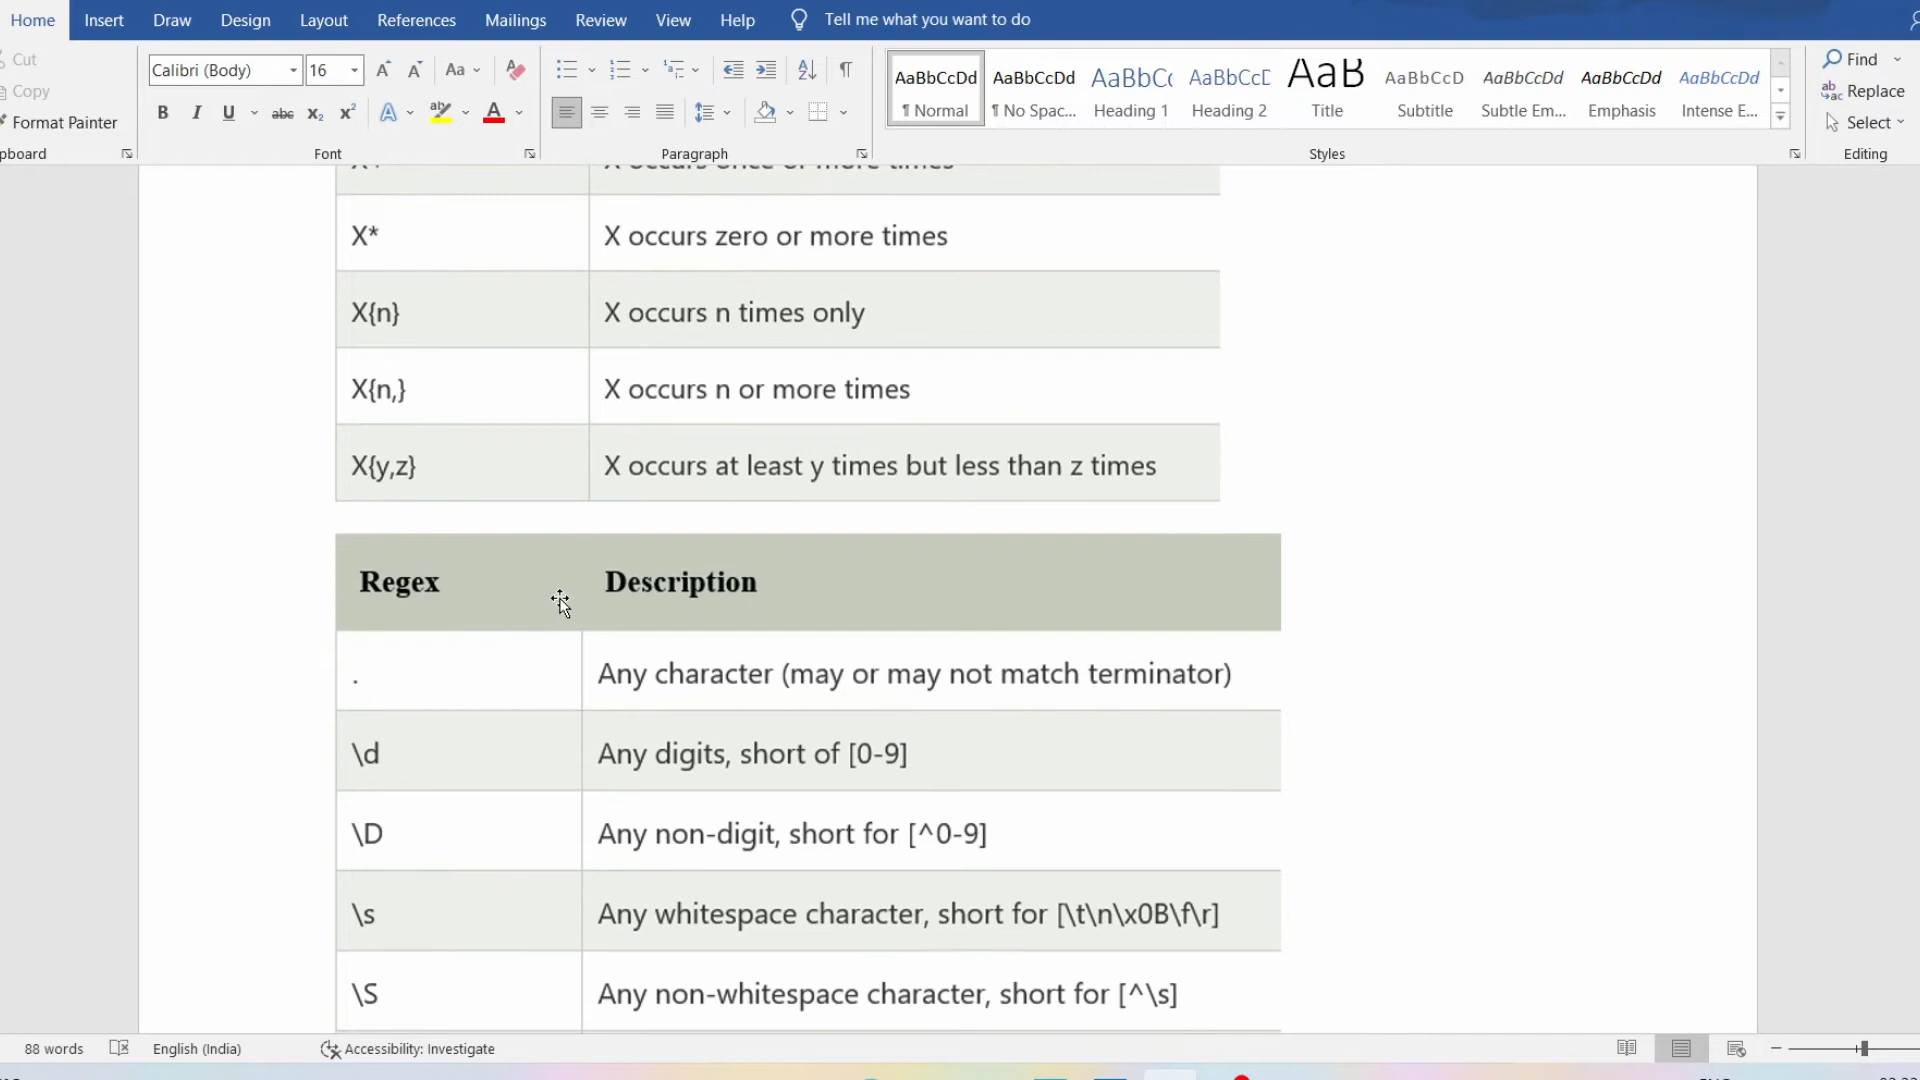 Home Insert Draw Design Layout References Mailings Review View Help Tell me what you want to do
Cut
Copy
Format Painter
pboard
Calibri (Body) 16
Font
Paragraph
AaBbCcDd AaBbCcDd AaBbCc AaBbCcD AaB AaBbCcD AaBbCcDd AaBbCcDd AaBbCcDd
¶ Normal ¶ No Spac... Heading 1 Heading 2 Title Subtitle Subtle Em... Emphasis Intense E...
Styles
Find
Replace
Select
Editing
X occurs once or more times
X* X occurs zero or more times
X{n} X occurs n times only
X{n,} X occurs n or more times
X{y,z} X occurs at least y times but less than z times
Regex Description
. Any character (may or may not match terminator)
\d Any digits, short of [0-9]
\D Any non-digit, short for [^0-9]
\s Any whitespace character, short for [\t\n\x0B\f\r]
\S Any non-whitespace character, short for [^\s]
88 words English (India) Accessibility: Investigate